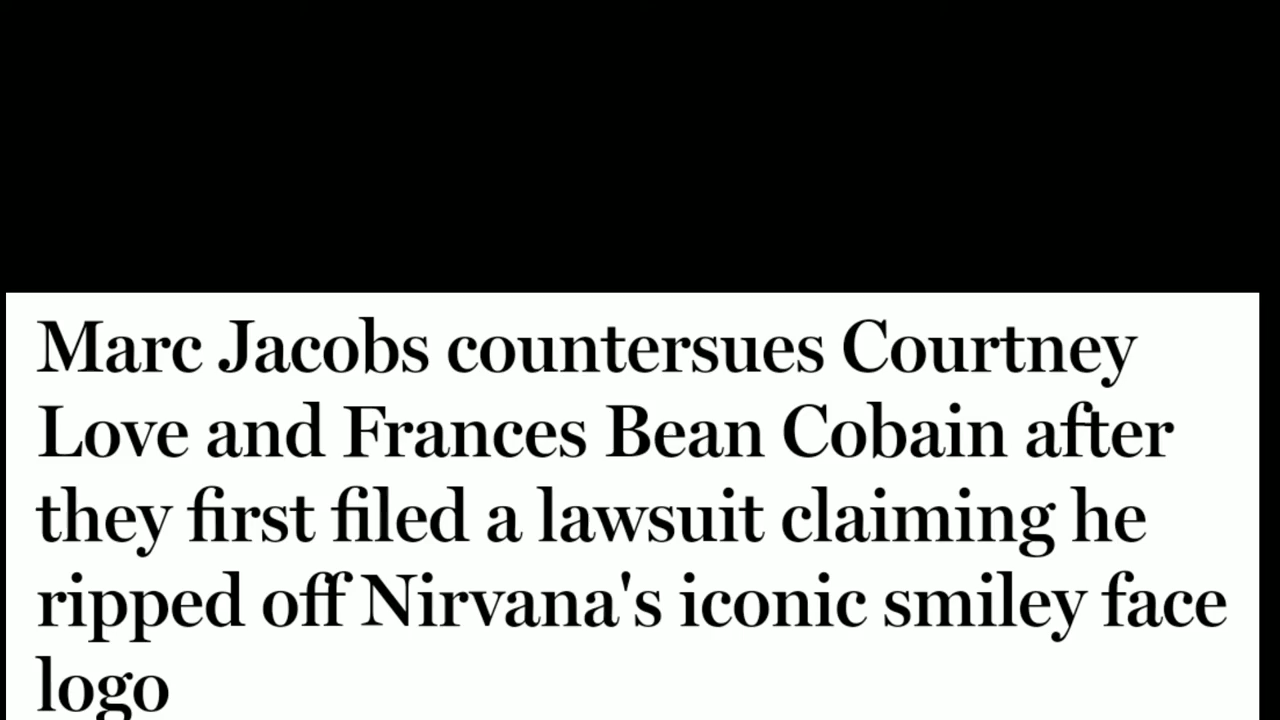 Marc Jacobs countersues Courtney
Love and Frances Bean Cobain after
they first filed a lawsuit claiming he
ripped off Nirvana's iconic smiley face
logo